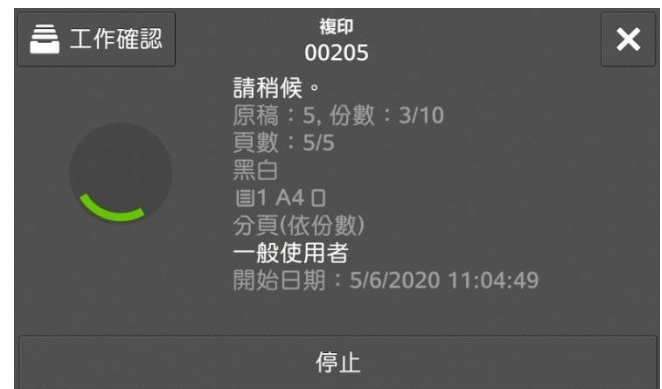 工作確認
複印
00205
請稍候。
原稿：5, 份數：3/10
頁數：5/5
黑白
1 A4
分頁(依份數)
一般使用者
開始日期：5/6/2020 11:04:49
停止